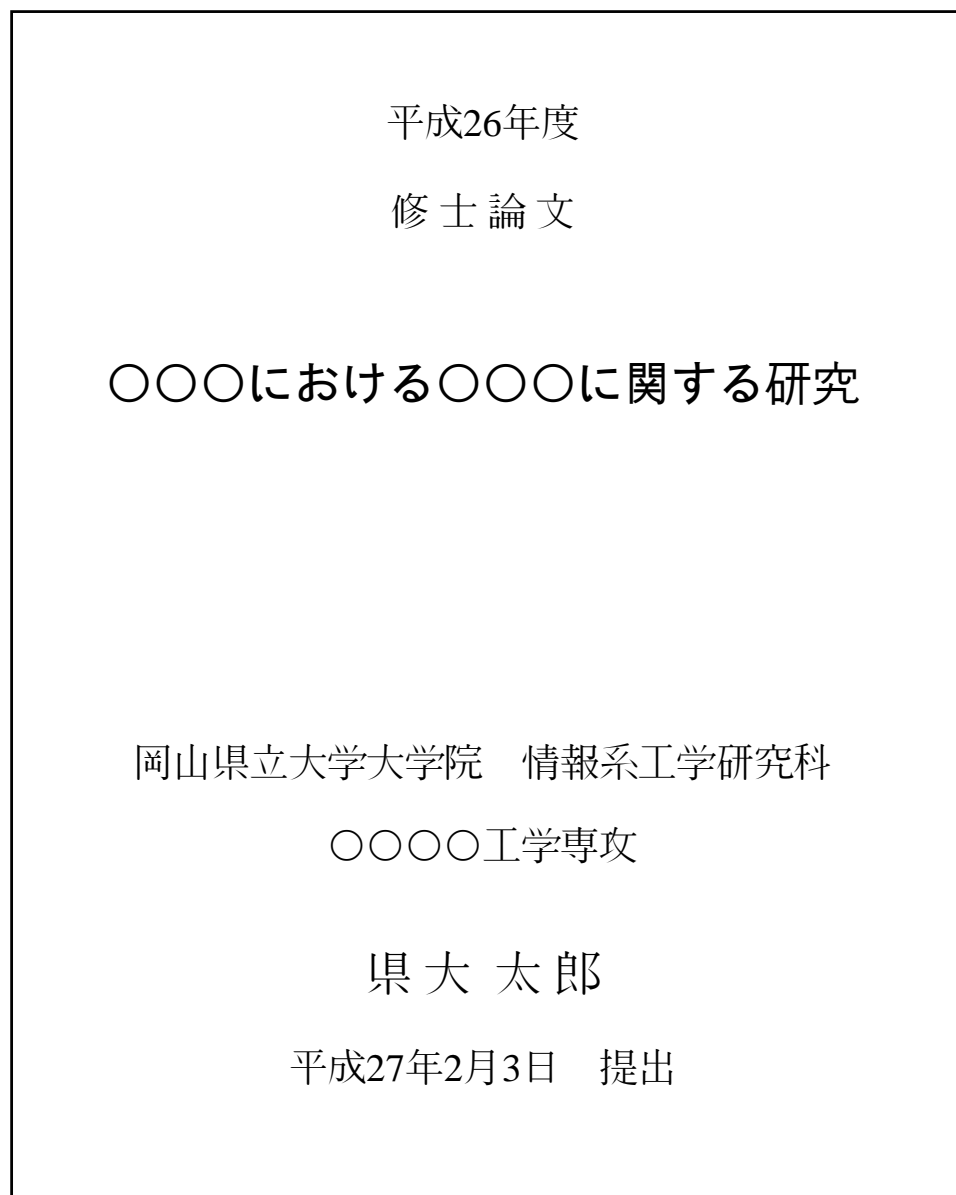 平成26年度
修 士 論 文
○○○における○○○に関する研究
岡山県立大学大学院　情報系工学研究科
○○○○工学専攻
県 大  太 郎
平成27年2月3日　提出